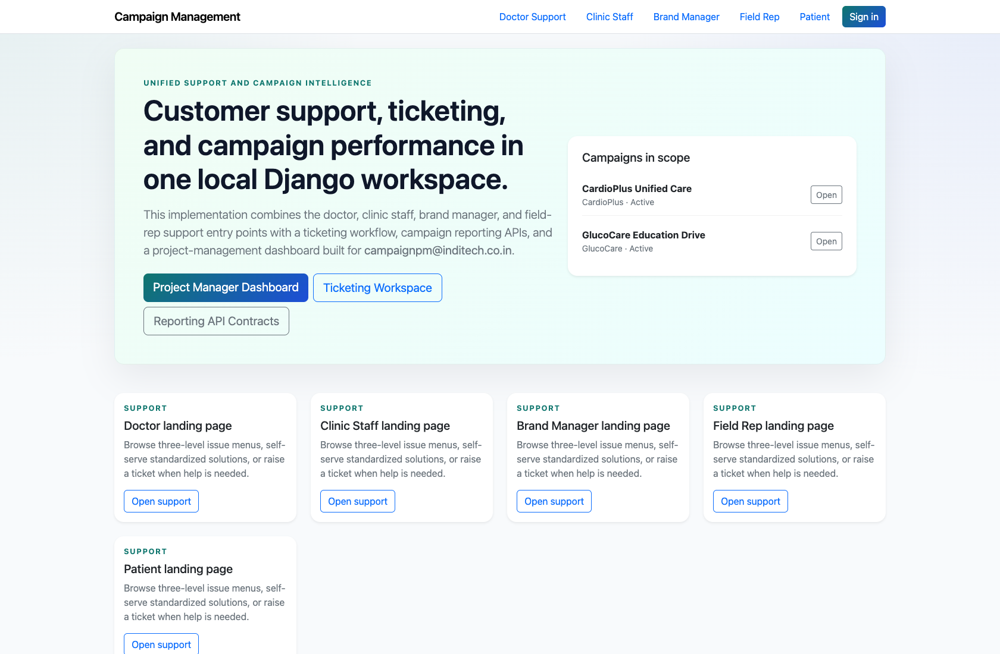 Campaign Management
Doctor Support
Clinic Staff
Brand Manager
Field Rep
Patient
Sign in
UNIFIED SUPPORT AND CAMPAIGN INTELLIGENCE
Customer support, ticketing,
and campaign performance in
one local Django workspace.
This implementation combines the doctor, clinic staff, brand manager, and field-
rep support entry points with a ticketing workflow, campaign reporting APIs, and
a project-management dashboard built for campaignpm@inditech.co.in.
Project Manager Dashboard
Ticketing Workspace
Reporting API Contracts
Campaigns in scope
CardioPlus Unified Care
CardioPlus · Active
Open
GlucoCare Education Drive
GlucoCare · Active
Open
SUPPORT
Doctor landing page
Browse three-level issue menus, self-
serve standardized solutions, or raise
a ticket when help is needed.
Open support
SUPPORT
Clinic Staff landing page
Browse three-level issue menus, self-
serve standardized solutions, or raise
a ticket when help is needed.
Open support
SUPPORT
Brand Manager landing page
Browse three-level issue menus, self-
serve standardized solutions, or raise
a ticket when help is needed.
Open support
SUPPORT
Field Rep landing page
Browse three-level issue menus, self-
serve standardized solutions, or raise
a ticket when help is needed.
Open support
SUPPORT
Patient landing page
Browse three-level issue menus, self-
serve standardized solutions, or raise
a ticket when help is needed.
Open support